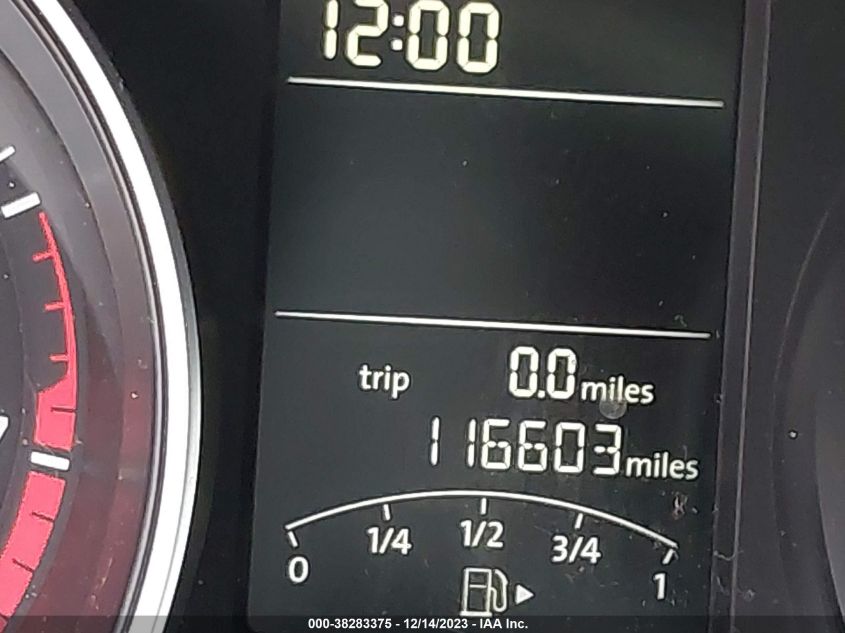 12:00
trip 0.0 miles
116603 miles
0 1/4 1/2 3/4 1
000-38283375 - 12/14/2023 - IAA Inc.